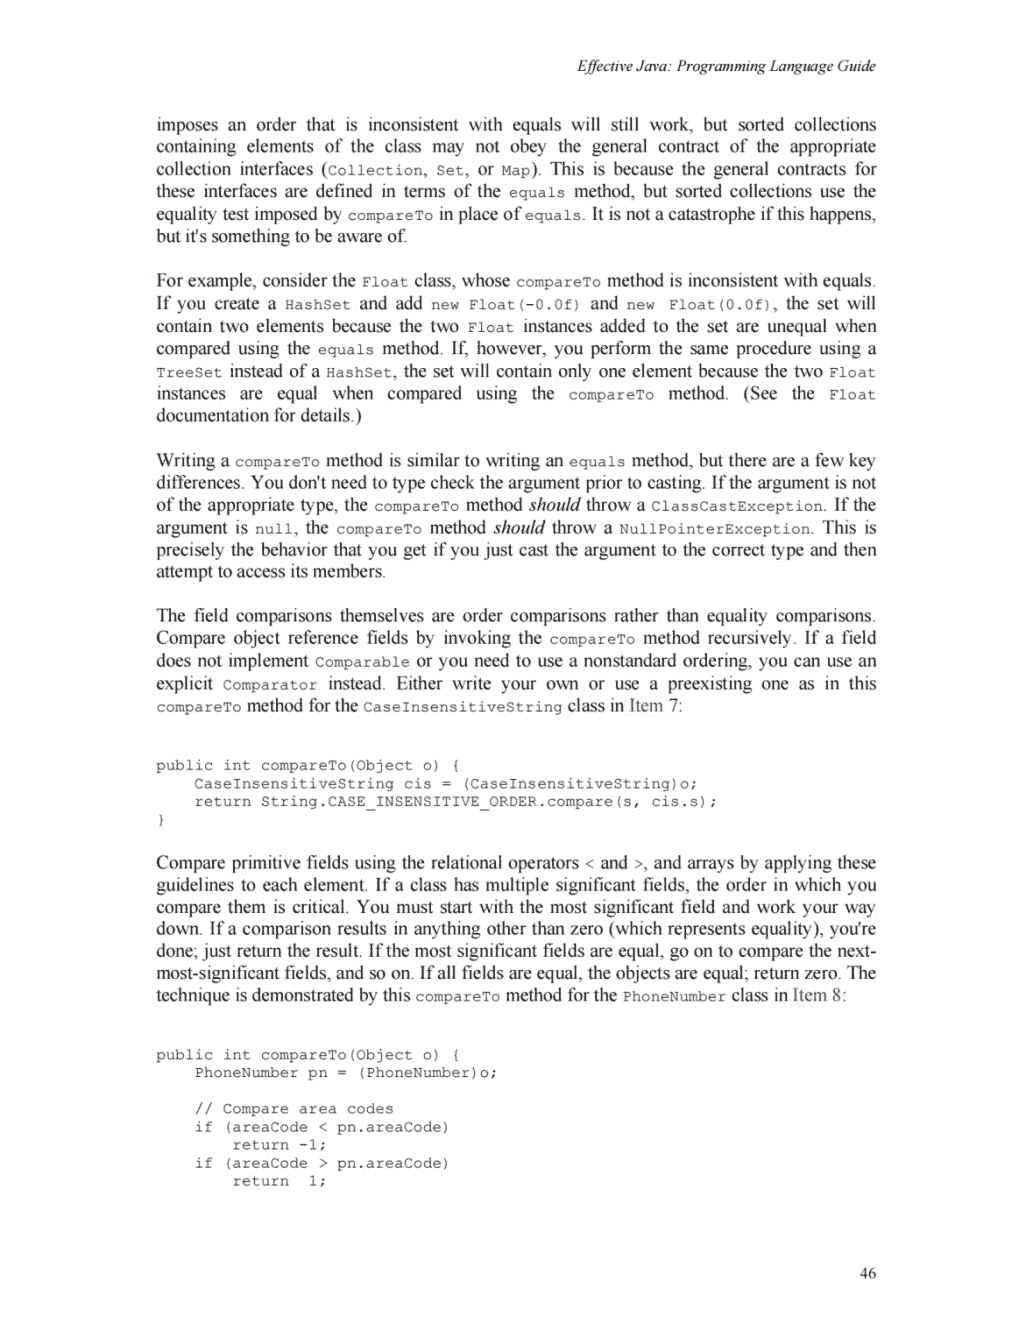 Effective Java: Programming Language Guide
imposes an order that is inconsistent with equals will still work, but sorted collections
containing elements of the class may not obey the general contract of the appropriate
collection interfaces (Collection, Set, or Map). This is because the general contracts for
these interfaces are defined in terms of the equals method, but sorted collections use the
equality test imposed by compareTo in place of equals. It is not a catastrophe if this happens,
but it's something to be aware of.
For example, consider the Float class, whose compareTo method is inconsistent with equals.
If you create a HashSet and add new Float(-0.0f) and new Float(0.0f), the set will
contain two elements because the two Float instances added to the set are unequal when
compared using the equals method. If, however, you perform the same procedure using a
TreeSet instead of a HashSet, the set will contain only one element because the two Float
instances are equal when compared using the compareTo method. (See the Float
documentation for details.)
Writing a compareTo method is similar to writing an equals method, but there are a few key
differences. You don't need to type check the argument prior to casting. If the argument is not
of the appropriate type, the compareTo method should throw a ClassCastException. If the
argument is null, the compareTo method should throw a NullPointerException. This is
precisely the behavior that you get if you just cast the argument to the correct type and then
attempt to access its members.
The field comparisons themselves are order comparisons rather than equality comparisons.
Compare object reference fields by invoking the compareTo method recursively. If a field
does not implement Comparable or you need to use a nonstandard ordering, you can use an
explicit Comparator instead. Either write your own or use a preexisting one as in this
compareTo method for the CaseInsensitiveString class in Item 7:
public int compareTo(Object o) {
    CaseInsensitiveString cis = (CaseInsensitiveString)o;
    return String.CASE_INSENSITIVE_ORDER.compare(s, cis.s);
}
Compare primitive fields using the relational operators < and >, and arrays by applying these
guidelines to each element. If a class has multiple significant fields, the order in which you
compare them is critical. You must start with the most significant field and work your way
down. If a comparison results in anything other than zero (which represents equality), you're
done; just return the result. If the most significant fields are equal, go on to compare the next-
most-significant fields, and so on. If all fields are equal, the objects are equal; return zero. The
technique is demonstrated by this compareTo method for the PhoneNumber class in Item 8:
public int compareTo(Object o) {
    PhoneNumber pn = (PhoneNumber)o;
    // Compare area codes
    if (areaCode < pn.areaCode)
        return -1;
    if (areaCode > pn.areaCode)
        return  1;
46